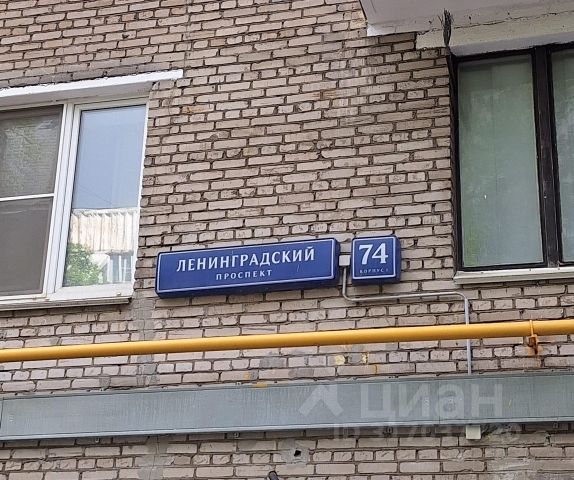 ЛЕНИНГРАДСКИЙ
ПРОСПЕКТ
74
КОРПУС 1
ЦИАН